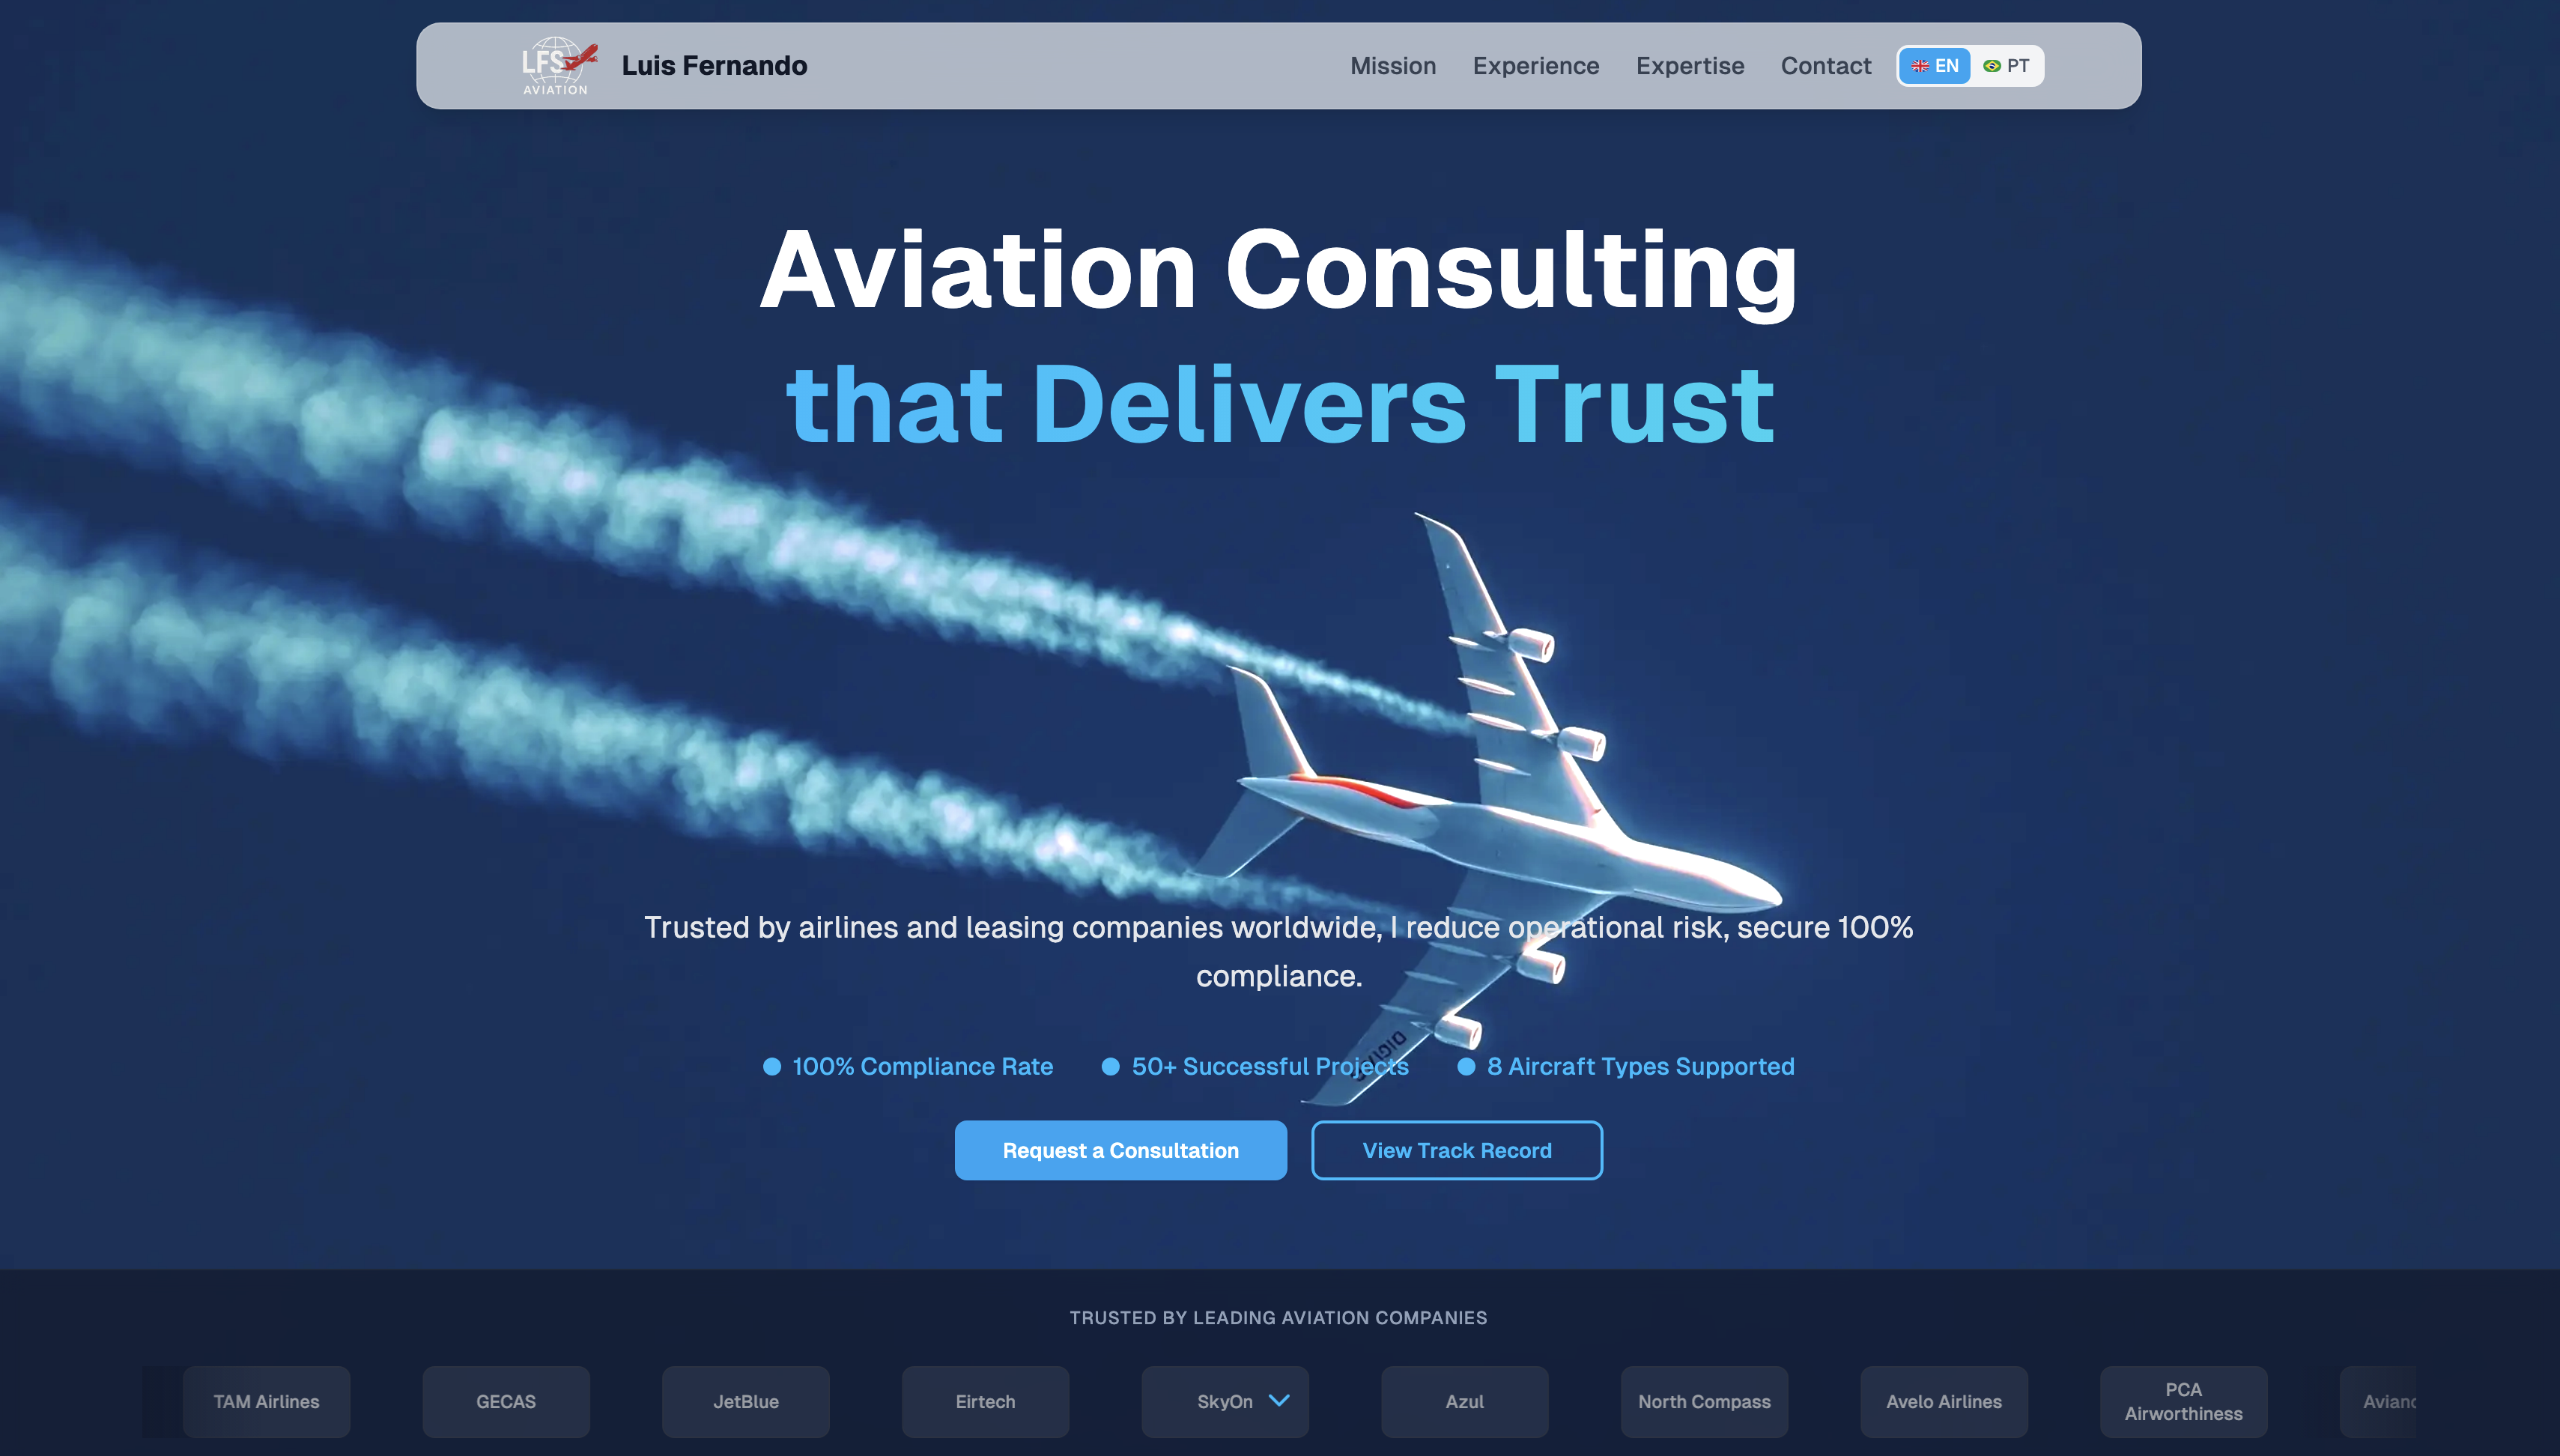 LFS
AVIATION
Luis Fernando
Mission
Experience
Expertise
Contact
EN
PT
Aviation Consulting
that Delivers Trust
Trusted by airlines and leasing companies worldwide, I reduce operational risk, secure 100%
compliance.
100% Compliance Rate
50+ Successful Projects
8 Aircraft Types Supported
Request a Consultation
View Track Record
TRUSTED BY LEADING AVIATION COMPANIES
TAM Airlines
GECAS
JetBlue
Eirtech
SkyOn
Azul
North Compass
Avelo Airlines
PCA
Airworthiness